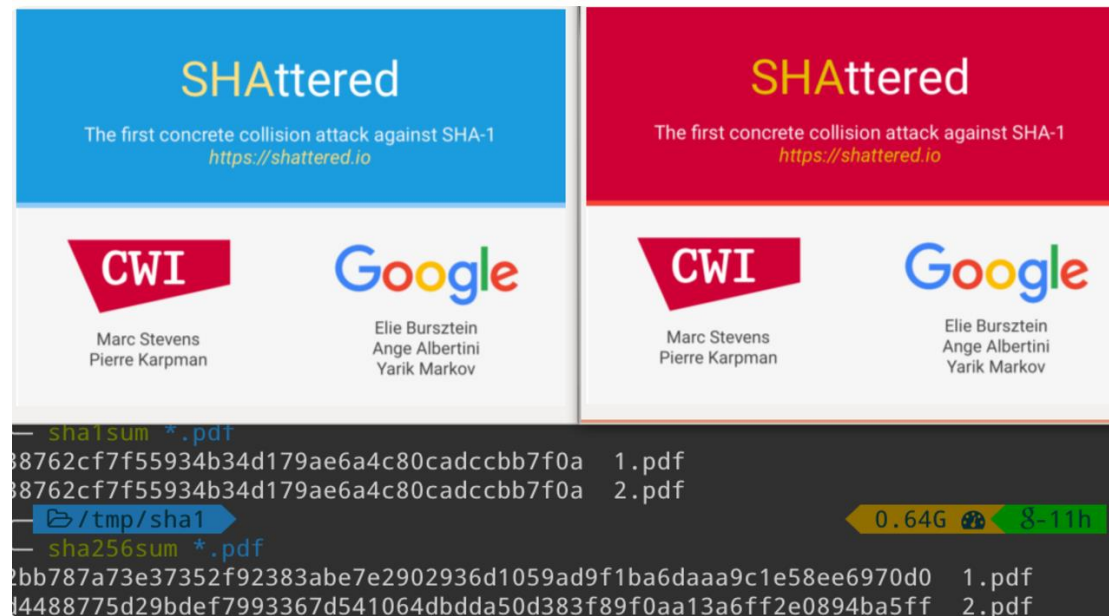 SHAttered
The first concrete collision attack against SHA-1
https://shattered.io
CWI
Marc Stevens
Pierre Karpman
Google
Elie Bursztein
Ange Albertini
Yarik Markov
SHAttered
The first concrete collision attack against SHA-1
https://shattered.io
CWI
Marc Stevens
Pierre Karpman
Google
Elie Bursztein
Ange Albertini
Yarik Markov
sha1sum *.pdf
38762cf7f55934b34d179ae6a4c80cadccbb7f0a 1.pdf
38762cf7f55934b34d179ae6a4c80cadccbb7f0a 2.pdf
/tmp/sha1
0.64G
8-11h
sha256sum *.pdf
2bb787a73e37352f92383abe7e2902936d1059ad9f1ba6daaa9c1e58ee6970d0 1.pdf
d4488775d29bdef7993367d541064dbdda50d383f89f0aa13a6ff2e0894ba5ff 2.pdf